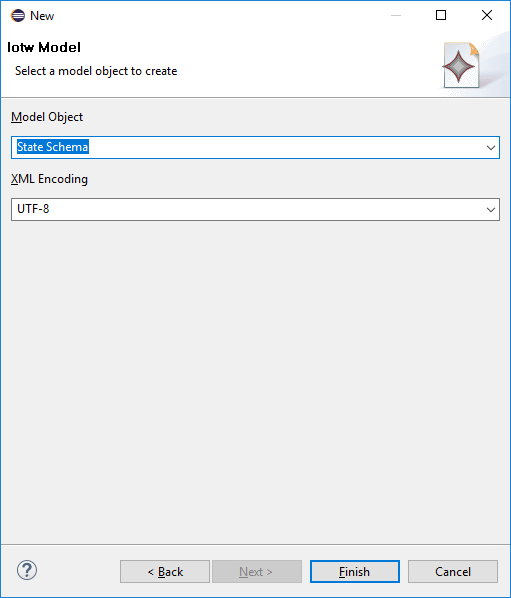 New
Iotw Model
Select a model object to create
Model Object
State Schema
XML Encoding
UTF-8
?
< Back
Next >
Finish
Cancel